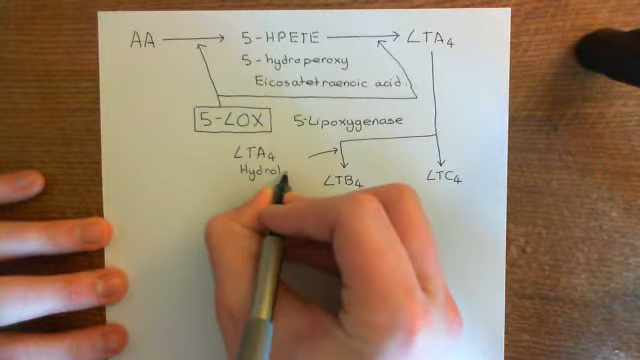 AA 5-HPETE LTA4
5-hydroperoxy
Eicosatetraenoic acid
5-LOX 5-Lipoxygenase
LTA4
Hydrol
LTB4 LTC4